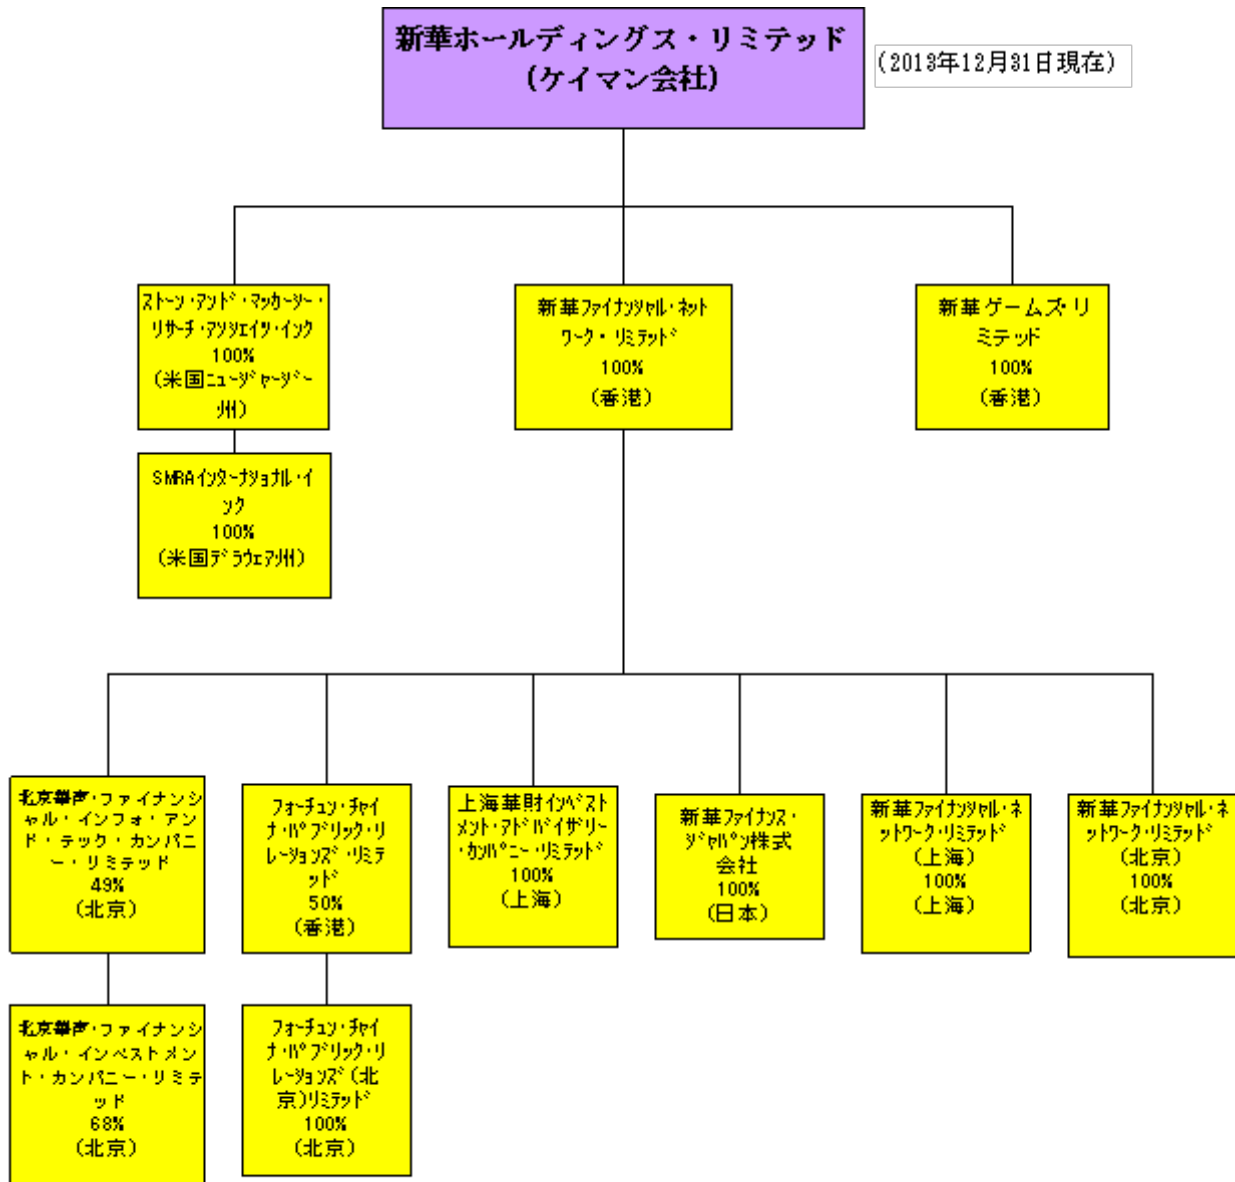 新華ホールディングス・リミテッド
(ケイマン会社)
(2013年12月31日現在)
ｽﾄｰﾝ･ｱﾝﾄﾞ･ﾏｯｶｰｼｰ･
ﾘｻｰﾁ･ｱｿｼｴｲﾂ･ｲﾝｸ
100%
(米国ﾆｭｰｼﾞｬｰｼﾞｰ
州)
新華ﾌｧｲﾅﾝｼｬﾙ･ﾈｯﾄ
ﾜｰｸ・ﾘﾐﾃｯﾄﾞ
100%
(香港)
新華ゲームズ・リ
ミテッド
100%
(香港)
SMRAｲﾝﾀｰﾅｼｮﾅﾙ･ｲ
ﾝｸ
100%
(米国ﾃﾞﾗｳｪｱ州)
北京華声・ファイナンシ
ャル・インフォ・アン
ド・テック・カンパニ
ー・リミテッド
49%
(北京)
ﾌｫｰﾁｭﾝ･ﾁｬｲ
ﾅ･ﾊﾟﾌﾞﾘｯｸ･ﾘ
ﾚｰｼｮﾝｽﾞ･ﾘﾐﾃ
ｯﾄﾞ
50%
(香港)
上海華財ｲﾝﾍﾞｽﾄ
ﾒﾝﾄ･ｱﾄﾞﾊﾞｲｻﾞﾘｰ
･ｶﾝﾊﾟﾆｰ･ﾘﾐﾃｯﾄﾞ
100%
(上海)
新華ﾌｧｲﾅﾝｽ･
ｼﾞｬﾊﾟﾝ株式
会社
100%
(日本)
新華ﾌｧｲﾅﾝｼｬﾙ･ﾈ
ｯﾄﾜｰｸ･ﾘﾐﾃｯﾄﾞ
(上海)
100%
(上海)
新華ﾌｧｲﾅﾝｼｬﾙ･ﾈ
ｯﾄﾜｰｸ･ﾘﾐﾃｯﾄﾞ
(北京)
100%
(北京)
北京華声・ファイナンシ
ャル・インベストメン
ト・カンパニー・リミテ
ッド
68%
(北京)
ﾌｫｰﾁｭﾝ･ﾁｬｲ
ﾅ･ﾊﾟﾌﾞﾘｯｸ･ﾘ
ﾚｰｼｮﾝｽﾞ(北
京)ﾘﾐﾃｯﾄﾞ
100%
(北京)